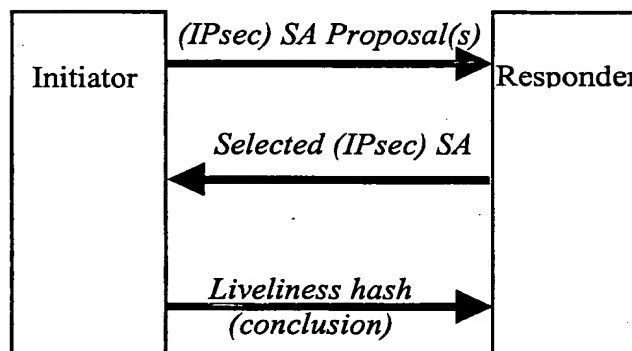 (IPsec) SA Proposal(s)
Initiator
Responder
Selected (IPsec) SA
Liveliness hash
(conclusion)